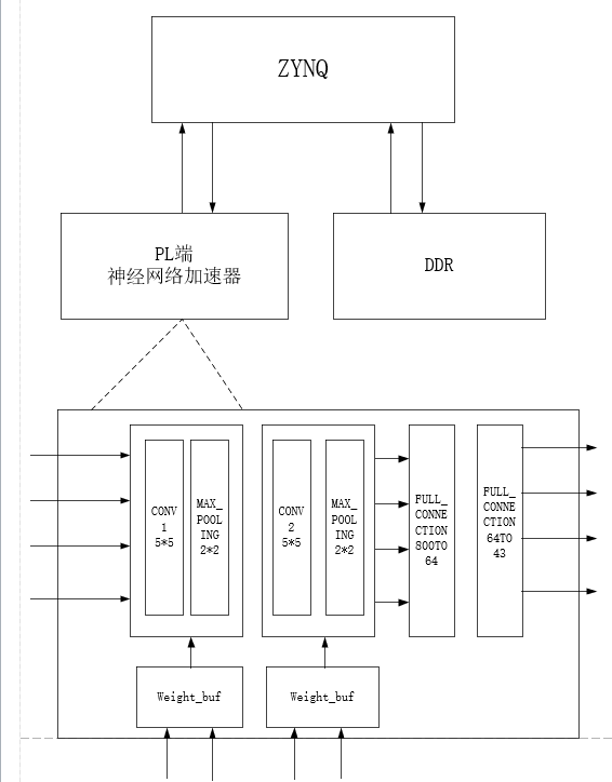 ZYNQ
PL端
神经网络加速器
DDR
CONV
1
5*5
MAX_
POOL
ING
2*2
CONV
2
5*5
MAX_
POOL
ING
2*2
FULL_
CONNE
CTION
800TO
64
FULL_
CONNE
CTION
64TO
43
Weight_buf
Weight_buf